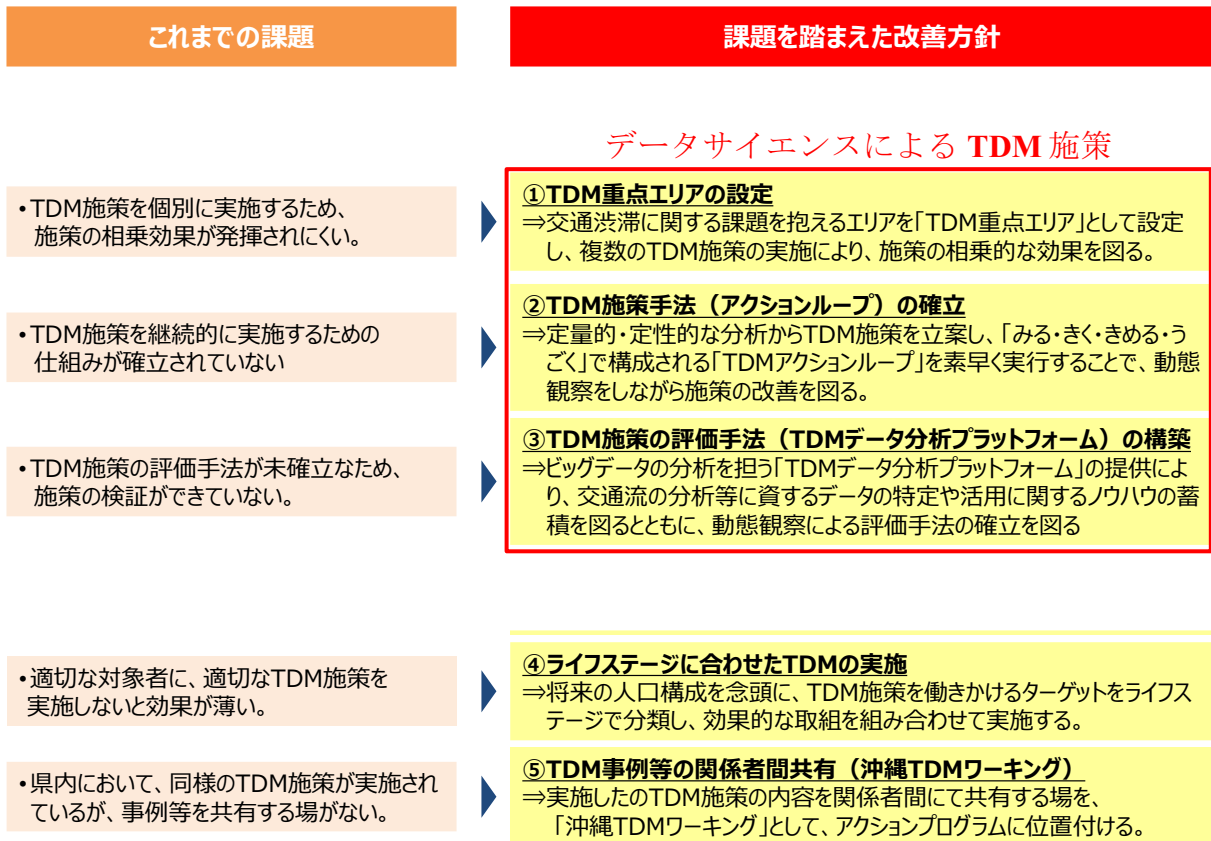 これまでの課題
課題を踏まえた改善方針
データサイエンスによる TDM 施策
•TDM施策を個別に実施するため、
施策の相乗効果が発揮されにくい。
①TDM重点エリアの設定
⇒交通渋滞に関する課題を抱えるエリアを「TDM重点エリア」として設定
し、複数のTDM施策の実施により、施策の相乗的な効果を図る。
•TDM施策を継続的に実施するための
仕組みが確立されていない
②TDM施策手法（アクションループ）の確立
⇒定量的・定性的な分析からTDM施策を立案し、「みる・きく・きめる・う
ごく」で構成される「TDMアクションループ」を素早く実行することで、動態
観察をしながら施策の改善を図る。
•TDM施策の評価手法が未確立なため、
施策の検証ができていない。
③TDM施策の評価手法（TDMデータ分析プラットフォーム）の構築
⇒ビッグデータの分析を担う「TDMデータ分析プラットフォーム」の提供によ
り、交通流の分析等に資するデータの特定や活用に関するノウハウの蓄
積を図るとともに、動態観察による評価手法の確立を図る
•適切な対象者に、適切なTDM施策を
実施しないと効果が薄い。
④ライフステージに合わせたTDMの実施
⇒将来の人口構成を念頭に、TDM施策を働きかけるターゲットをライフス
テージで分類し、効果的な取組を組み合わせて実施する。
•県内において、同様のTDM施策が実施され
ているが、事例等を共有する場がない。
⑤TDM事例等の関係者間共有（沖縄TDMワーキング）
⇒実施したのTDM施策の内容を関係者間にて共有する場を、
「沖縄TDMワーキング」として、アクションプログラムに位置付ける。